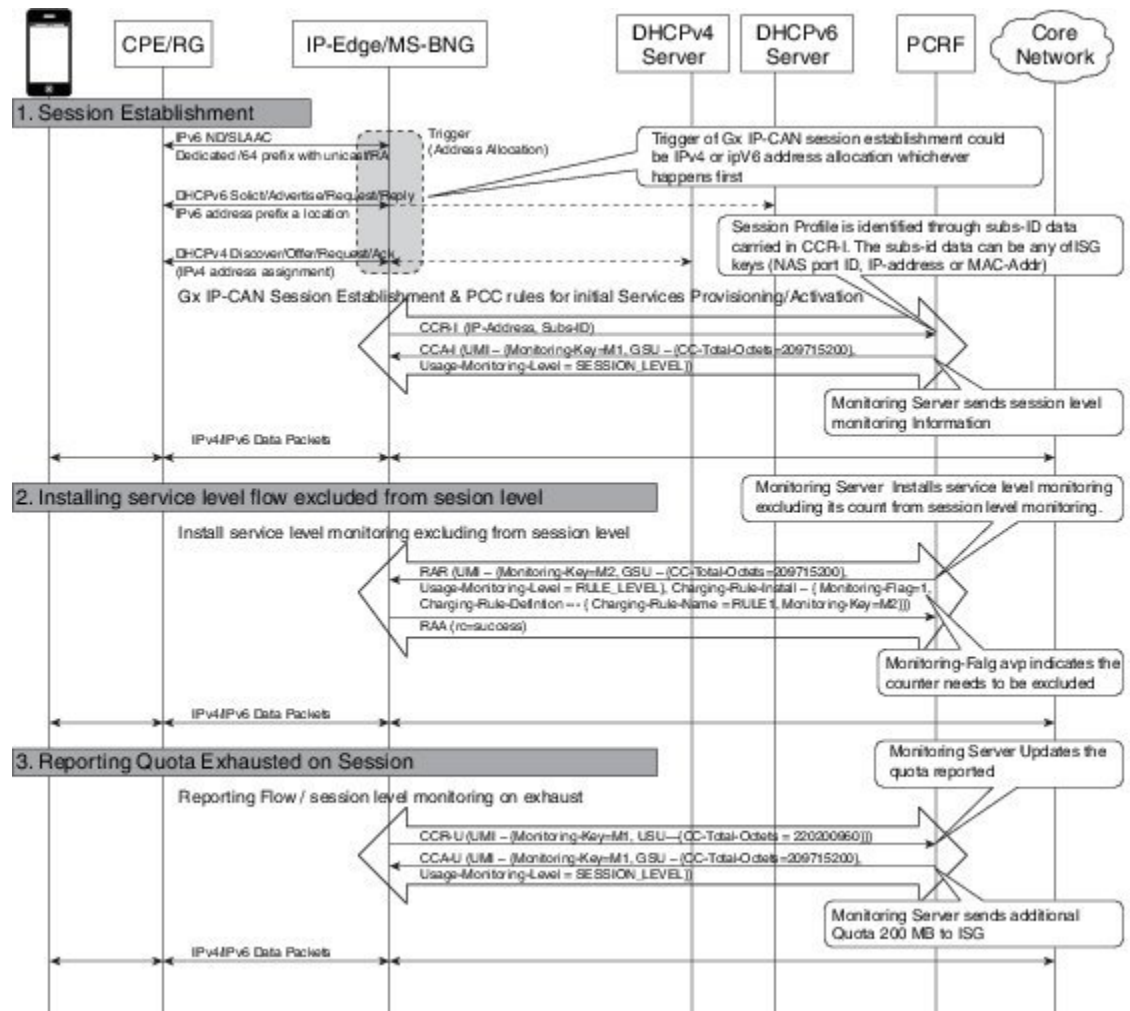 CPE/RG
IP-Edge/MS-BNG
DHCPv4
Server
DHCPv6
Server
PCRF
Core
Network
1. Session Establishment
IPv6 ND/SLAAC
Dedicated /64 prefix with unicast/RA
Trigger
(Address Allocation)
Trigger of Gx IP-CAN session establishment could
be IPv4 or ipV6 address allocation whichever
happens first
DHCPv6 Solict/Advertise/Request/Reply
IPv6 address prefix a location
Session Profile is identified through subs-ID data
carried in CCR-I. The subs-id data can be any of ISG
keys (NAS port ID, IP-address or MAC-Addr)
DHCPv4 Discover/Offer/Request/Ack
(IPv4 address assignment)
Gx IP-CAN Session Establishment & PCC rules for initial Services Provisioning/Activation
CCR-I (IP-Address, Subs-ID)
CCA-I (UMI – (Monitoring-Key=M1, GSU – (CC-Total-Octets=209715200),
Usage-Monitoring-Level = SESSION_LEVEL))
Monitoring Server sends session level
monitoring Information
IPv4/IPv6 Data Packets
2. Installing service level flow excluded from sesion level
Monitoring Server Installs service level monitoring
excluding its count from session level monitoring.
Install service level monitoring excluding from session level
RAR (UMI – (Monitoring-Key=M2, GSU – (CC-Total-Octets=209715200),
Usage-Monitoring-Level = RULE_LEVEL), Charging-Rule-Install – ( Monitoring-Flag=1,
Charging-Rule-Defintion --- ( Charging-Rule-Name = RULE1, Monitoring-Key=M2)))
RAA (rc=success)
Monitoring-Falg avp indicates the
counter needs to be excluded
IPv4/IPv6 Data Packets
3. Reporting Quota Exhausted on Session
Monitoring Server Updates the
quota reported
Reporting Flow / session level monitoring on exhaust
CCR-U (UMI – (Monitoring-Key=M1, USU---(CC-Total-Octets = 220200960)))
CCA-U (UMI – (Monitoring-Key=M1, GSU – (CC-Total-Octets=209715200),
Usage-Monitoring-Level = SESSION_LEVEL))
Monitoring Server sends additional
Quota 200 MB to ISG
IPv4/IPv6 Data Packets